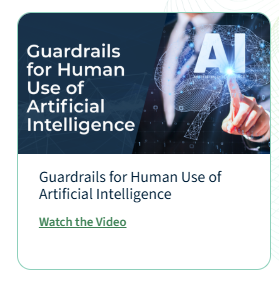 Guardrails
for Human
Use of
Artificial
Intelligence
AI
Guardrails for Human Use of
Artificial Intelligence
Watch the Video